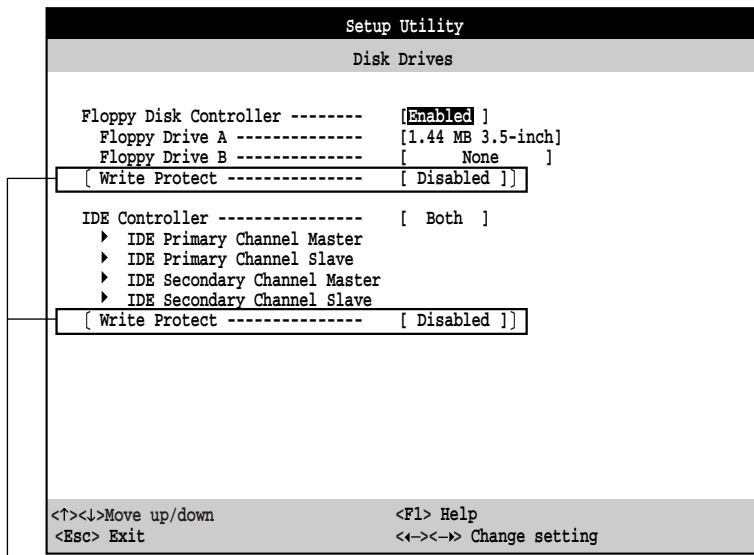 Setup Utility
Disk Drives
Floppy Disk Controller -------- [Enabled ]
Floppy Drive A -------------- [1.44 MB 3.5-inch]
Floppy Drive B -------------- [ None ]
[ Write Protect --------------- [ Disabled ]]
IDE Controller ---------------- [ Both ]
▸ IDE Primary Channel Master
▸ IDE Primary Channel Slave
▸ IDE Secondary Channel Master
▸ IDE Secondary Channel Slave
[ Write Protect --------------- [ Disabled ]]
<↑><↓>Move up/down <F1> Help
<Esc> Exit <←><→> Change setting